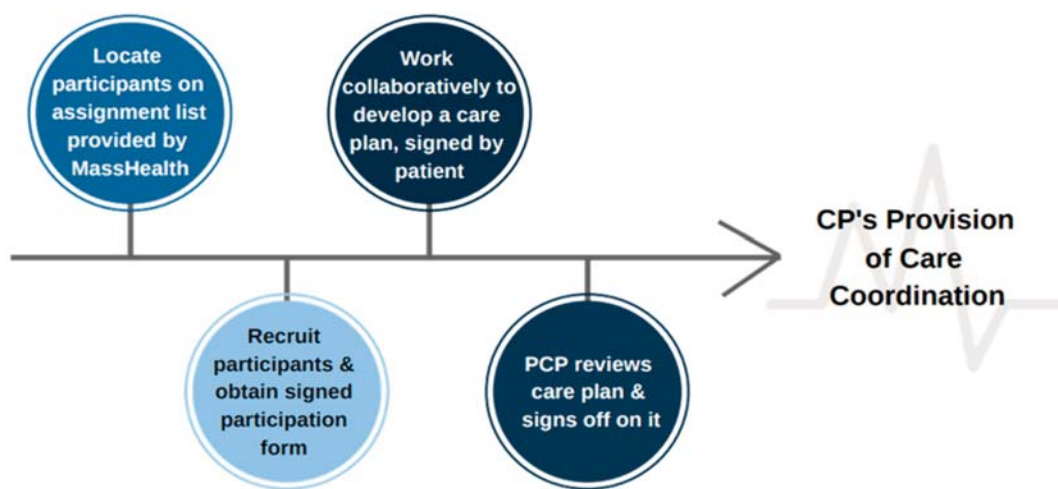 Locate
participants on
assignment list
provided by
MassHealth
Recruit
participants &
obtain signed
participation
form
Work
collaboratively to
develop a care
plan, signed by
patient
PCP reviews
care plan &
signs off on it
CP's Provision
of Care
Coordination